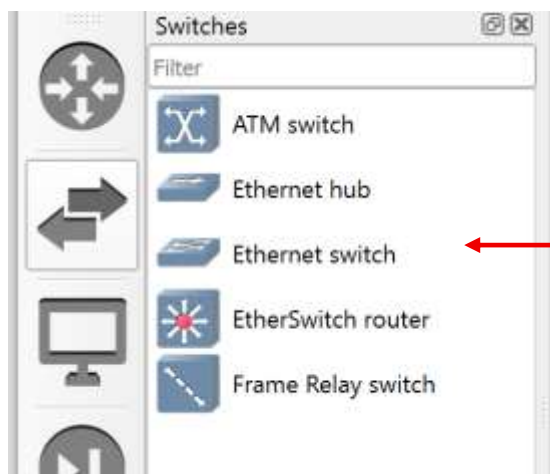 Switches
Filter
ATM switch
Ethernet hub
Ethernet switch
EtherSwitch router
Frame Relay switch